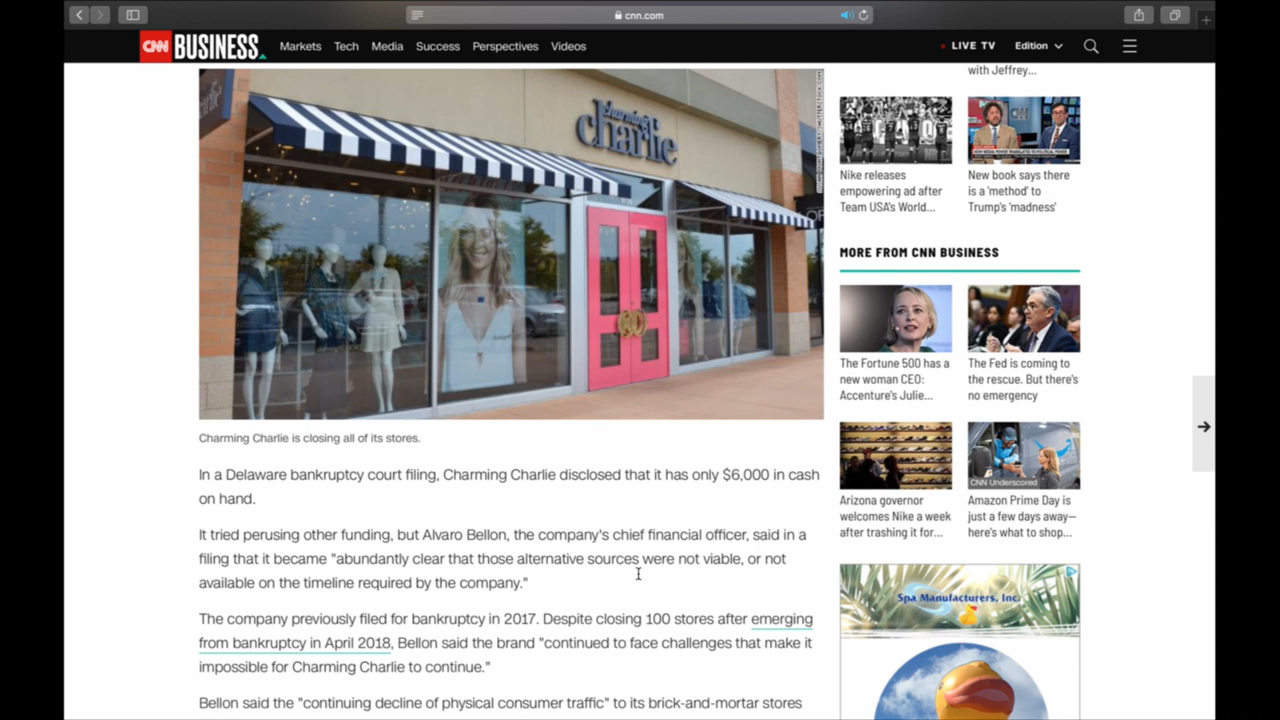 cnn.com
CNN BUSINESS
Markets Tech Media Success Perspectives Videos
LIVE TV Edition
charming
charlie
Charming Charlie is closing all of its stores.
In a Delaware bankruptcy court filing, Charming Charlie disclosed that it has only $6,000 in cash
on hand.
It tried perusing other funding, but Alvaro Bellon, the company's chief financial officer, said in a
filing that it became "abundantly clear that those alternative sources were not viable, or not
available on the timeline required by the company."
The company previously filed for bankruptcy in 2017. Despite closing 100 stores after emerging
from bankruptcy in April 2018, Bellon said the brand "continued to face challenges that make it
impossible for Charming Charlie to continue."
Bellon said the "continuing decline of physical consumer traffic" to its brick-and-mortar stores
with Jeffrey...
Nike releases
empowering ad after
Team USA's World...
New book says there
is a 'method' to
Trump's 'madness'
MORE FROM CNN BUSINESS
The Fortune 500 has a
new woman CEO:
Accenture's Julie...
The Fed is coming to
the rescue. But there's
no emergency
Arizona governor
welcomes Nike a week
after trashing it for...
CNN Underscored
Amazon Prime Day is
just a few days away—
here's what to shop...
Spa Manufacturers, Inc.